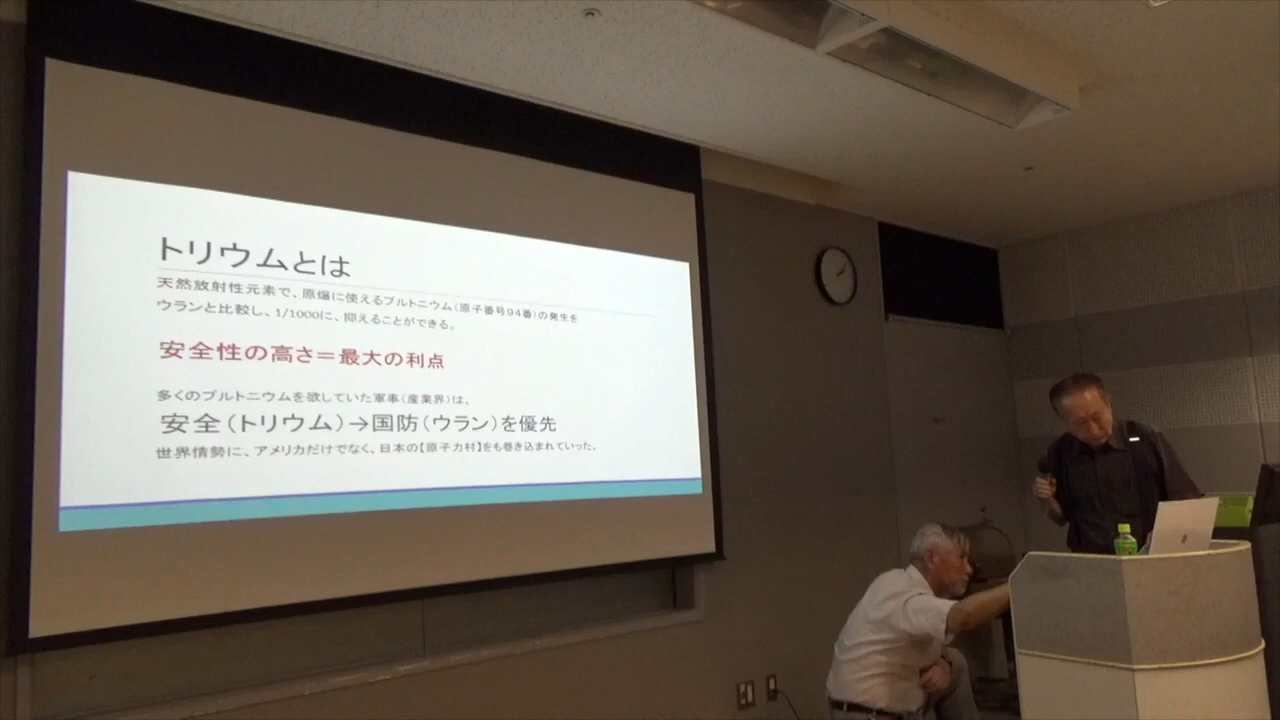 トリウムとは
天然放射性元素で、原爆に使えるプルトニウム(原子番号94番)の発生を
ウランと比較し、1/1000に、抑えることができる。
安全性の高さ＝最大の利点
多くのプルトニウムを欲していた軍事(産業界)は、
安全(トリウム)→国防(ウラン)を優先
世界情勢に、アメリカだけでなく、日本の【原子力村】をも巻き込まれていった。